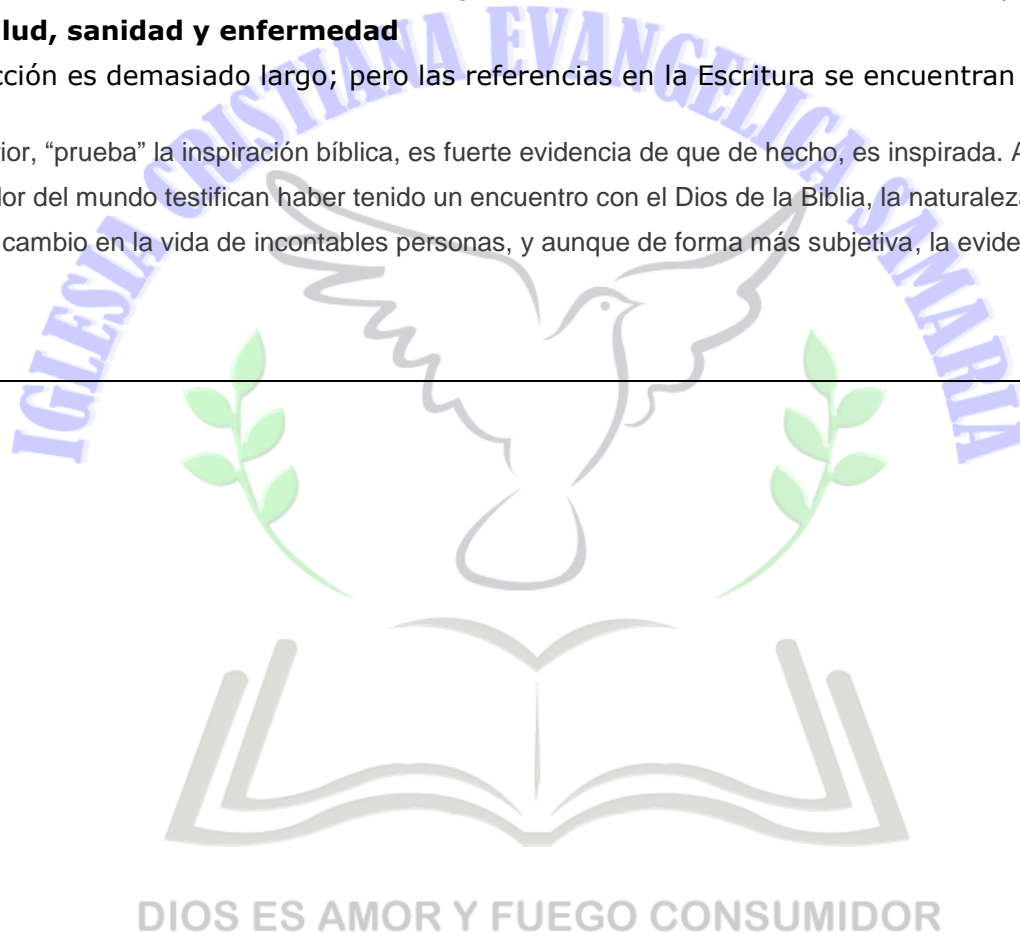 lud, sanidad y enfermedad
cción es demasiado largo; pero las referencias en la Escritura se encuentran
rior, “prueba” la inspiración bíblica, es fuerte evidencia de que de hecho, es inspirada. A
dor del mundo testifican haber tenido un encuentro con el Dios de la Biblia, la naturaleza
cambio en la vida de incontables personas, y aunque de forma más subjetiva, la evide
IGLESIA CRISTIANA EVANGELICA SAMARIA
DIOS ES AMOR Y FUEGO CONSUMIDOR